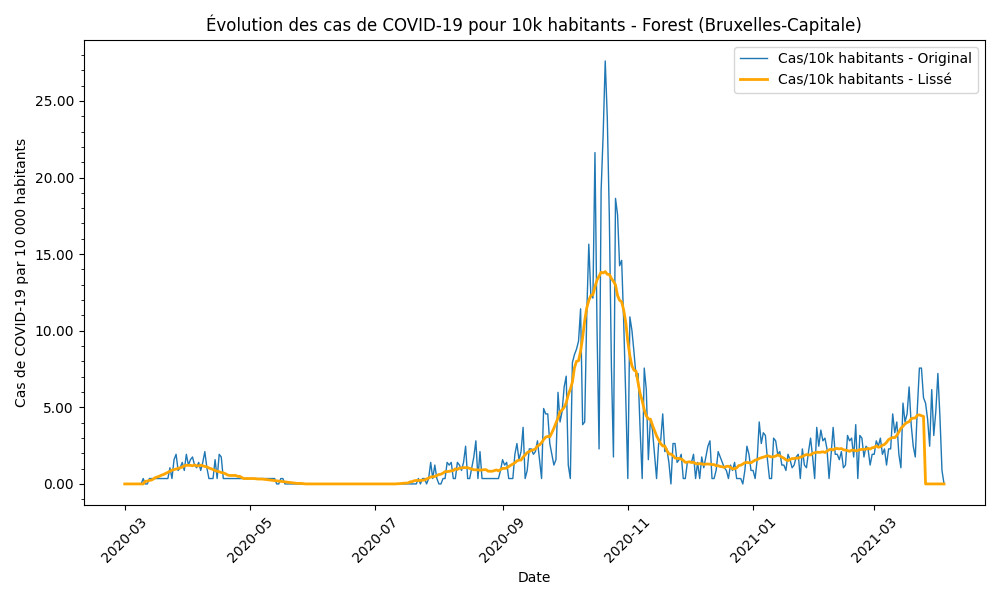 Évolution des cas de COVID-19 pour 10k habitants - Forest (Bruxelles-Capitale)
Cas/10k habitants - Original
Cas/10k habitants - Lissé
Cas de COVID-19 par 10 000 habitants
25.00
20.00
15.00
10.00
5.00
0.00
2020-03
2020-05
2020-07
2020-09
2020-11
2021-01
2021-03
Date